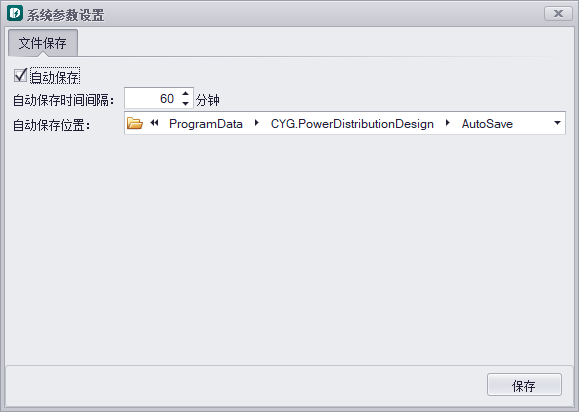 系统参数设置
文件保存
自动保存
自动保存时间间隔: 60 分钟
自动保存位置: ProgramData CYG.PowerDistributionDesign AutoSave
保存